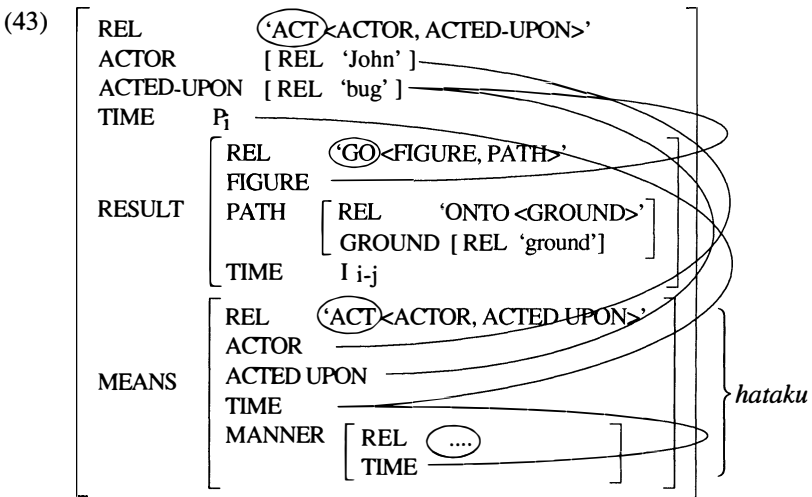 (43)
REL ‘ACT<ACTOR, ACTED-UPON>’
ACTOR [ REL ‘John’ ]
ACTED-UPON [ REL ‘bug’ ]
TIME Pi
REL ‘GO<FIGURE, PATH>’
FIGURE
RESULT PATH [ REL ‘ONTO <GROUND>’
GROUND [ REL ‘ground’]
TIME I i-j
REL ‘ACT<ACTOR, ACTED UPON>’
ACTOR
MEANS ACTED UPON
TIME
MANNER [ REL ....
TIME
hataku